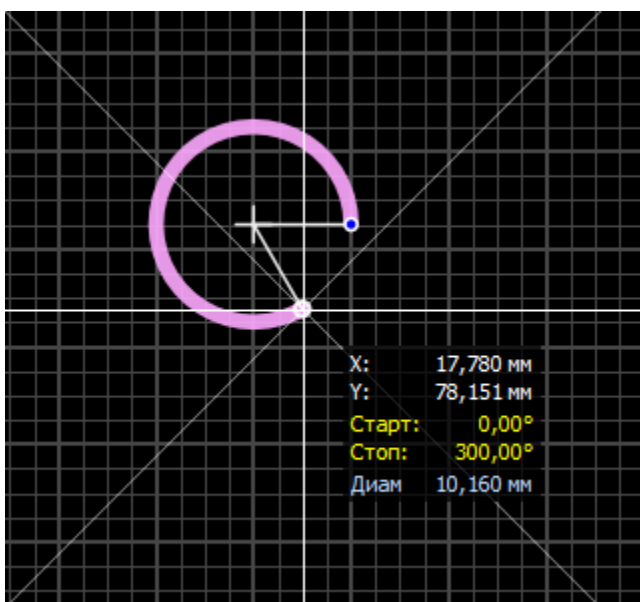 X: 17,780 мм
Y: 78,151 мм
Старт: 0,00°
Стоп: 300,00°
Диам 10,160 мм